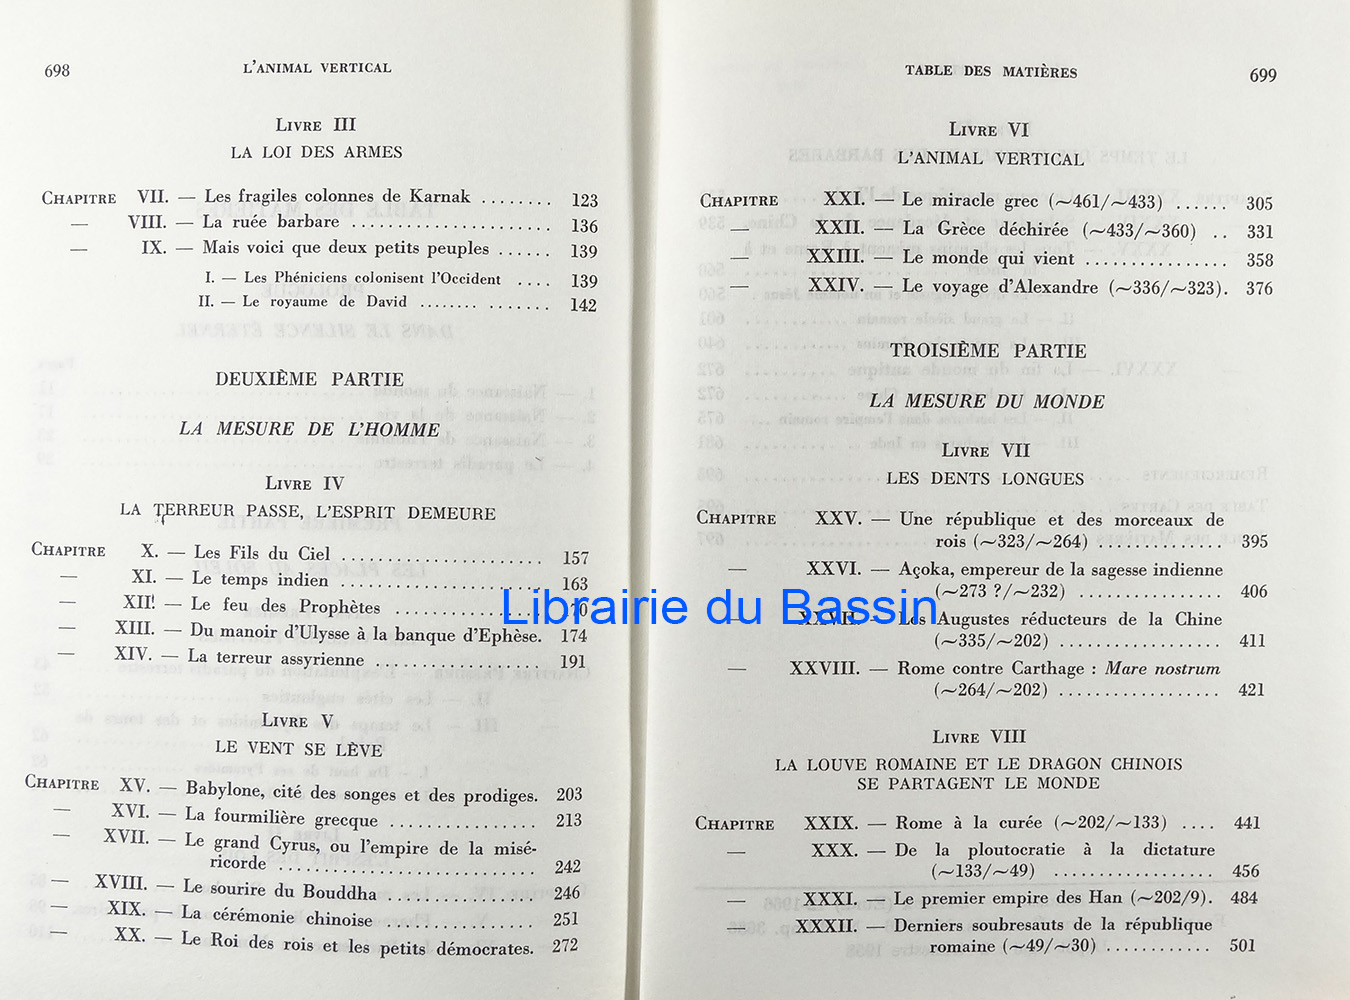 698
L'ANIMAL VERTICAL
LIVRE III
LA LOI DES ARMES
CHAPITRE VII. — Les fragiles colonnes de Karnak ........ 123
— VIII. — La ruée barbare ...................... 136
— IX. — Mais voici que deux petits peuples ...... 139
I. — Les Phéniciens colonisent l'Occident .... 139
II. — Le royaume de David ............. 142
DEUXIÈME PARTIE
LA MESURE DE L'HOMME
LIVRE IV
LA TERREUR PASSE, L'ESPRIT DEMEURE
CHAPITRE X. — Les Fils du Ciel ...................... 157
— XI. — Le temps indien ...................... 163
— XII. — Le feu des Prophètes ................
— XIII. — Du manoir d'Ulysse à la banque d'Ephèse. 174
— XIV. — La terreur assyrienne .................. 191
LIVRE V
LE VENT SE LÈVE
CHAPITRE XV. — Babylone, cité des songes et des prodiges. 203
— XVI. — La fourmilière grecque ................ 213
— XVII. — Le grand Cyrus, ou l'empire de la misé-
ricorde ............................ 242
— XVIII. — Le sourire du Bouddha ................ 246
— XIX. — La cérémonie chinoise ................ 251
— XX. — Le Roi des rois et les petits démocrates. 272
TABLE DES MATIÈRES
699
LIVRE VI
L'ANIMAL VERTICAL
CHAPITRE XXI. — Le miracle grec (~461/~433) ...... 305
— XXII. — La Grèce déchirée (~433/~360) .. 331
— XXIII. — Le monde qui vient ................ 358
— XXIV. — Le voyage d'Alexandre (~336/~323). 376
TROISIÈME PARTIE
LA MESURE DU MONDE
LIVRE VII
LES DENTS LONGUES
CHAPITRE XXV. — Une république et des morceaux de
rois (~323/~264) .............. 395
— XXVI. — Açoka, empereur de la sagesse indienne
(~273 ?/~232) ................ 406
— XXVII. — Les Augustes réducteurs de la Chine
(~335/~202) .................. 411
— XXVIII. — Rome contre Carthage : Mare nostrum
(~264/~202) .................. 421
LIVRE VIII
LA LOUVE ROMAINE ET LE DRAGON CHINOIS
SE PARTAGENT LE MONDE
CHAPITRE XXIX. — Rome à la curée (~202/~133) .... 441
— XXX. — De la ploutocratie à la dictature
(~133/~49) .................. 456
— XXXI. — Le premier empire des Han (~202/9). 484
— XXXII. — Derniers soubresauts de la république
romaine (~49/~30) ............ 501
Librairie du Bassin